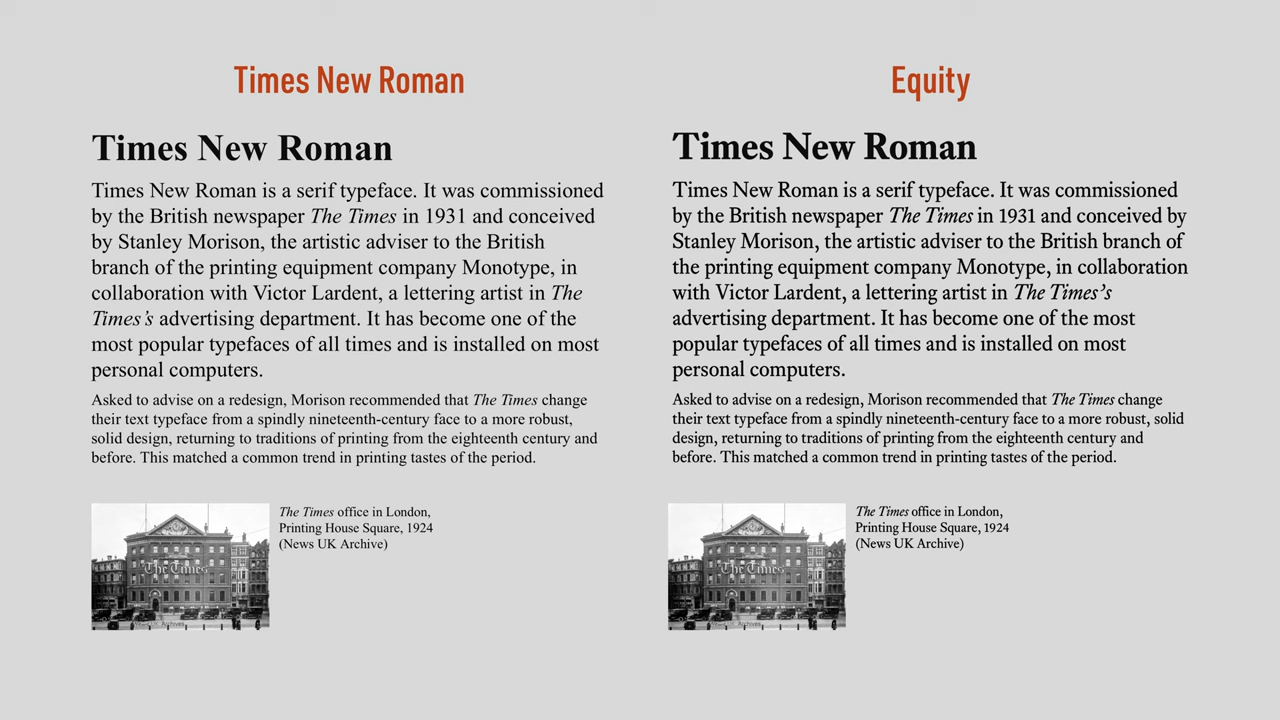 Times New Roman
Times New Roman
Times New Roman is a serif typeface. It was commissioned
by the British newspaper The Times in 1931 and conceived
by Stanley Morison, the artistic adviser to the British
branch of the printing equipment company Monotype, in
collaboration with Victor Lardent, a lettering artist in The
Times’s advertising department. It has become one of the
most popular typefaces of all times and is installed on most
personal computers.
Asked to advise on a redesign, Morison recommended that The Times change
their text typeface from a spindly nineteenth-century face to a more robust,
solid design, returning to traditions of printing from the eighteenth century and
before. This matched a common trend in printing tastes of the period.
The Times
The Times office in London,
Printing House Square, 1924
(News UK Archive)
Equity
Times New Roman
Times New Roman is a serif typeface. It was commissioned
by the British newspaper The Times in 1931 and conceived by
Stanley Morison, the artistic adviser to the British branch of
the printing equipment company Monotype, in collaboration
with Victor Lardent, a lettering artist in The Times’s
advertising department. It has become one of the most
popular typefaces of all times and is installed on most
personal computers.
Asked to advise on a redesign, Morison recommended that The Times change
their text typeface from a spindly nineteenth-century face to a more robust, solid
design, returning to traditions of printing from the eighteenth century and
before. This matched a common trend in printing tastes of the period.
The Times
The Times office in London,
Printing House Square, 1924
(News UK Archive)